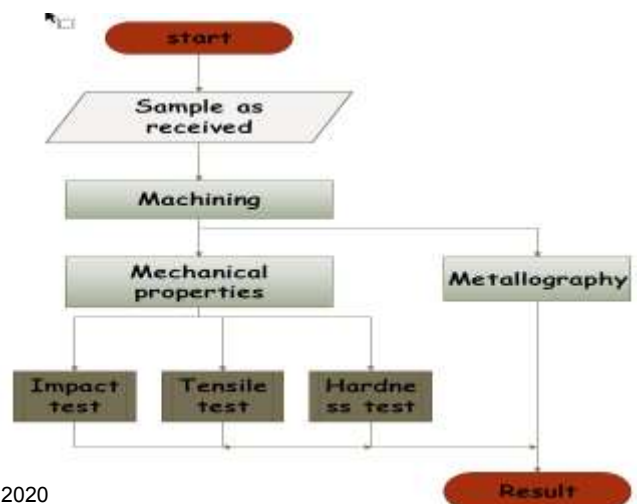 start
Sample as
received
Machining
Mechanical
properties
Metallography
Impact
test
Tensile
test
Hardne
ss test
2020
Result